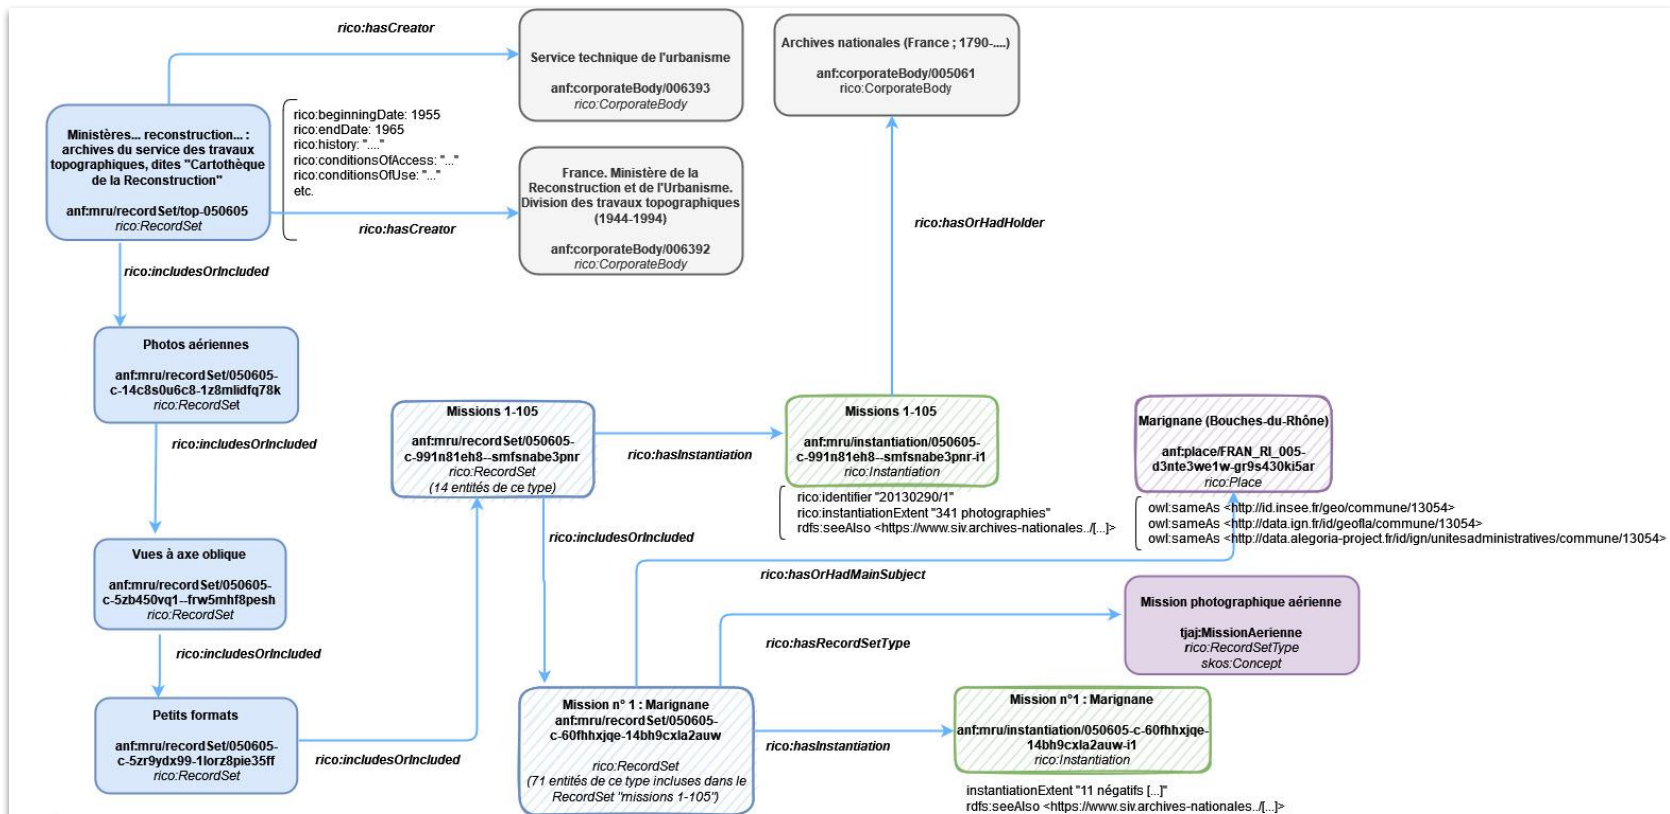 rico:hasCreator
Service technique de l'urbanisme
anf:corporateBody/006393
rico:CorporateBody
Archives nationales (France ; 1790-....)
anf:corporateBody/005061
rico:CorporateBody
Ministères... reconstruction... :
archives du service des travaux
topographiques, dites "Cartothèque
de la Reconstruction"
anf:mru/recordSet/top-050605
rico:RecordSet
rico:beginningDate: 1955
rico:endDate: 1965
rico:history: "...."
rico:conditionsOfAccess: "..."
rico:conditionsOfUse: "..."
etc.
rico:hasCreator
France. Ministère de la
Reconstruction et de l'Urbanisme.
Division des travaux topographiques
(1944-1994)
anf:corporateBody/006392
rico:CorporateBody
rico:hasOrHadHolder
rico:includesOrIncluded
Photos aériennes
anf:mru/recordSet/050605-
c-14c8s0u6c8-1z8mlidfq78k
rico:RecordSet
rico:includesOrIncluded
Missions 1-105
anf:mru/recordSet/050605-
c-991n81eh8--smfsnabe3pnr
rico:RecordSet
(14 entités de ce type)
rico:hasInstantiation
Missions 1-105
anf:mru/instantiation/050605-
c-991n81eh8--smfsnabe3pnr-i1
rico:Instantiation
rico:identifier "20130290/1"
rico:instantiationExtent "341 photographies"
rdfs:seeAlso <https://www.siv.archives-nationales../[...]>
Marignane (Bouches-du-Rhône)
anf:place/FRAN_RI_005-
d3nte3we1w-gr9s430ki5ar
rico:Place
owl:sameAs <http://id.insee.fr/geo/commune/13054>
owl:sameAs <http://data.ign.fr/id/geofla/commune/13054>
owl:sameAs <http://data.alegoria-project.fr/id/ign/unitesadministratives/commune/13054>
Vues à axe oblique
anf:mru/recordSet/050605-
c-5zb450vq1--frw5mhf8pesh
rico:RecordSet
rico:includesOrIncluded
rico:includesOrIncluded
rico:hasOrHadMainSubject
rico:hasRecordSetType
Mission photographique aérienne
tjaj:MissionAerienne
rico:RecordSetType
skos:Concept
Petits formats
anf:mru/recordSet/050605-
c-5zr9ydx99-1lorz8pie35ff
rico:RecordSet
rico:includesOrIncluded
Mission n° 1 : Marignane
anf:mru/recordSet/050605-
c-60fhhxjqe-14bh9cxla2auw
rico:RecordSet
(71 entités de ce type incluses dans le
RecordSet "missions 1-105")
rico:hasInstantiation
Mission n°1 : Marignane
anf:mru/instantiation/050605-c-60fhhxjqe-
14bh9cxla2auw-i1
rico:Instantiation
instantiationExtent "11 négatifs [...]"
rdfs:seeAlso <https://www.siv.archives-nationales../[...]>